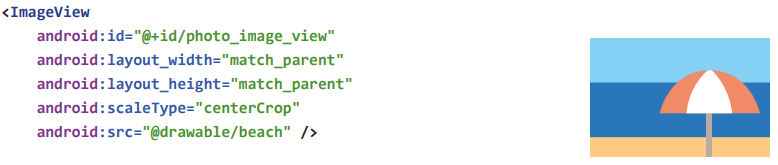 <ImageView
android:id="@+id/photo_image_view"
android:layout_width="match_parent"
android:layout_height="match_parent"
android:scaleType="centerCrop"
android:src="@drawable/beach" />